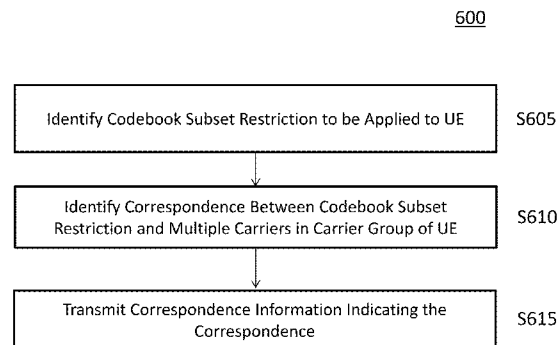 600
Identify Codebook Subset Restriction to be Applied to UE
S605
Identify Correspondence Between Codebook Subset
Restriction and Multiple Carriers in Carrier Group of UE
S610
Transmit Correspondence Information Indicating the
Correspondence
S615